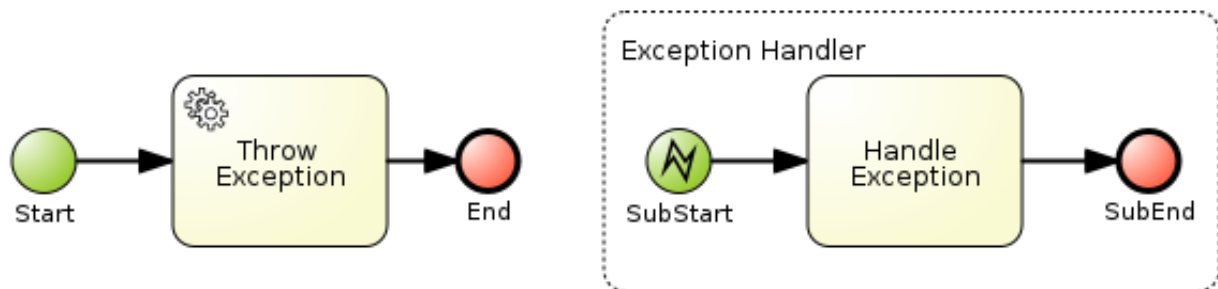 Exception Handler
Throw
Exception
Handle
Exception
Start
End
SubStart
SubEnd